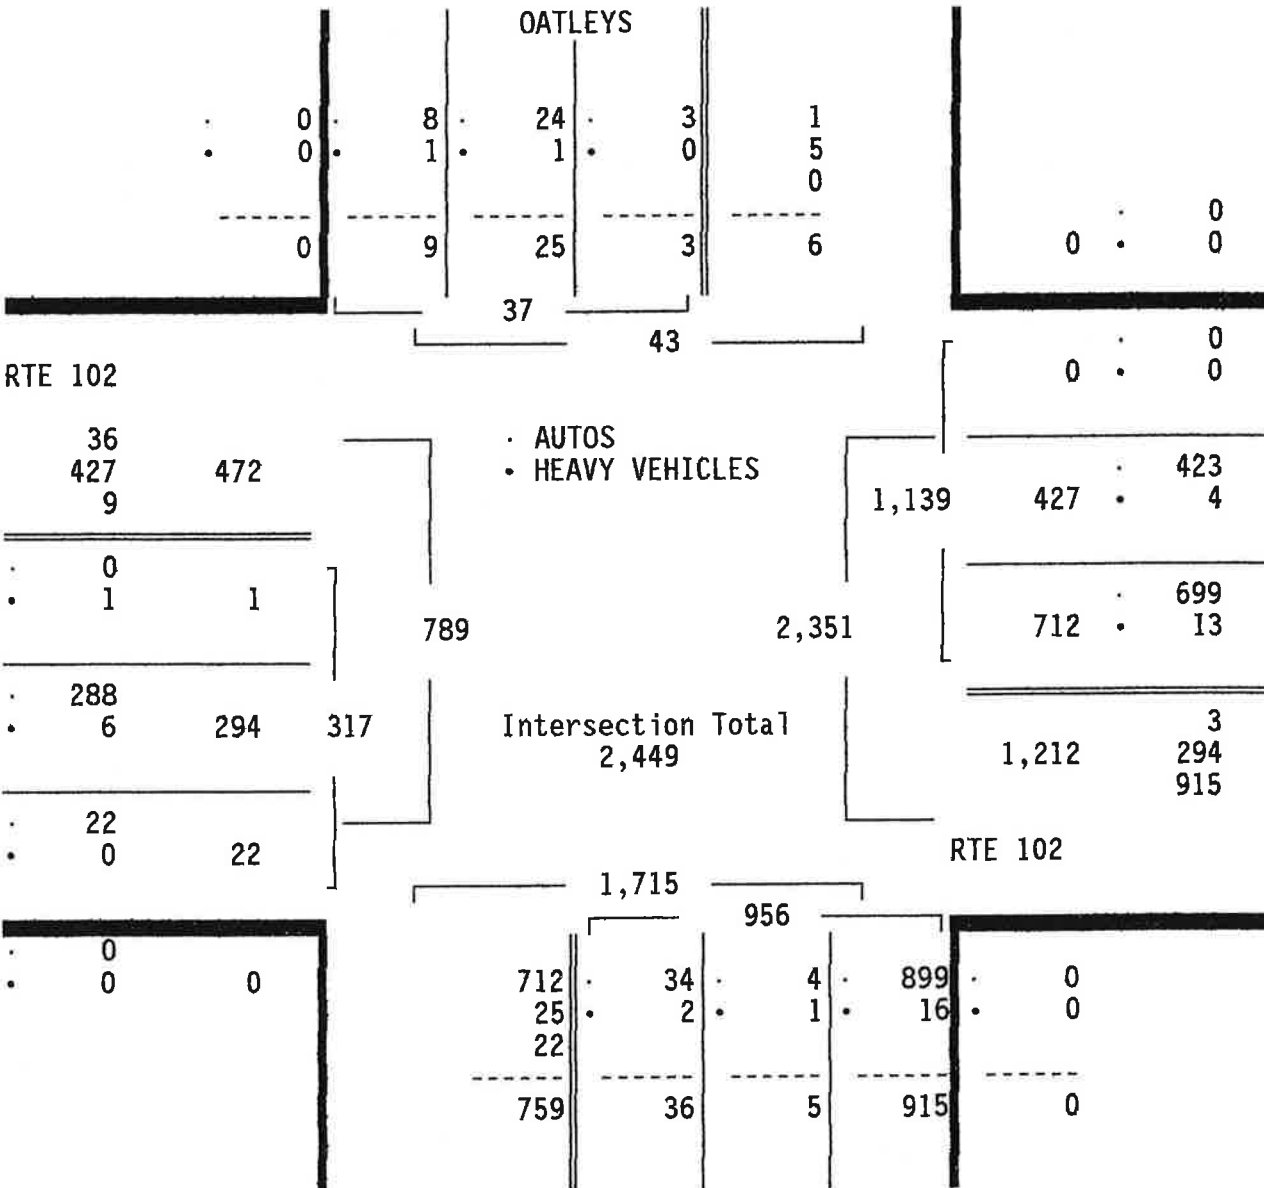 OATLEYS
· 0 · 8 · 24 · 3 1
• 0 • 1 • 1 • 0 5
0
0 9 25 3 6
· 0
0 • 0
37
43
· 0
0 • 0
RTE 102
36
427 472
9
· AUTOS
• HEAVY VEHICLES
· 423
1,139 427 • 4
· 0
• 1 1
· 699
712 • 13
789
2,351
· 288
• 6 294 317
Intersection Total
2,449
3
1,212 294
915
· 22
• 0 22
RTE 102
1,715
956
· 0
• 0 0
712 · 34 · 4 · 899 · 0
25 • 2 • 1 • 16 • 0
22
759 36 5 915 0